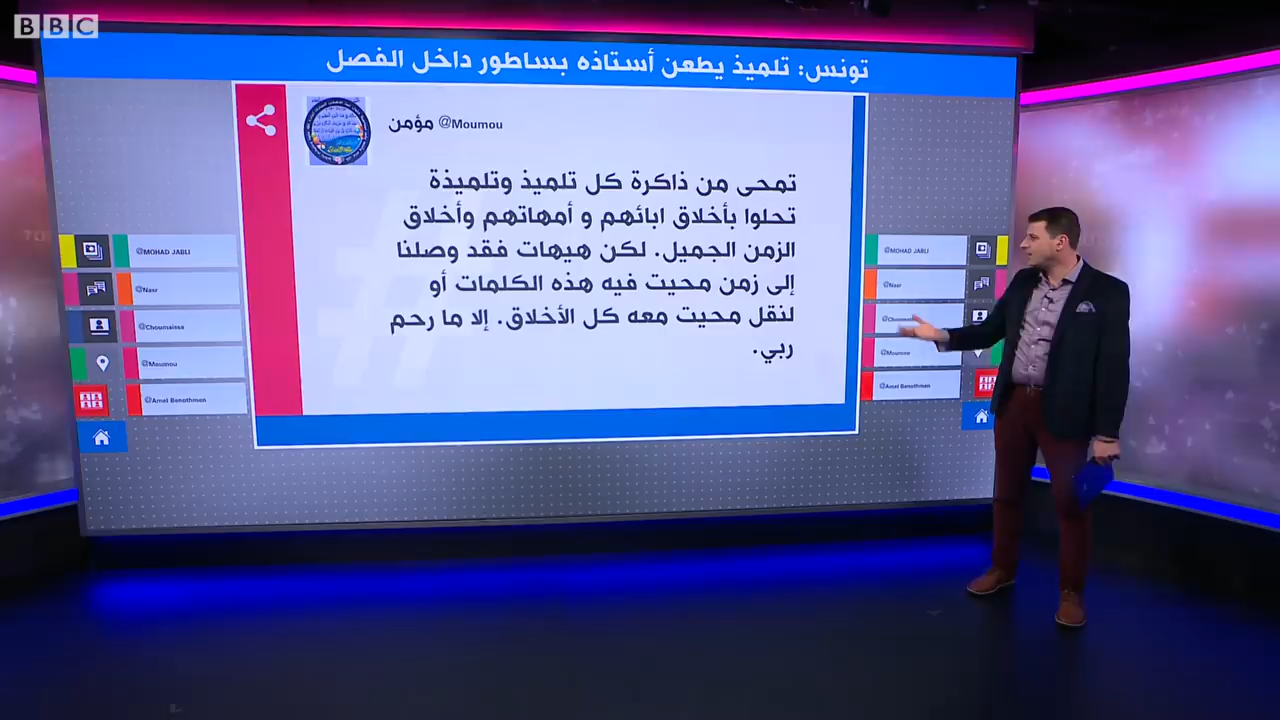 BBC
تونس: تلميذ يطعن أستاذه بساطور داخل الفصل
مؤمن @Moumou
تمحى من ذاكرة كل تلميذ وتلميذة
تحلوا بأخلاق ابائهم و أمهاتهم وأخلاق
الزمن الجميل. لكن هيهات فقد وصلنا
إلى زمن محيت فيه هذه الكلمات أو
لنقل محيت معه كل الأخلاق. إلا ما رحم
ربي.
@MOHAD JABLI
@Nasr
@Choumaissa
@Moumou
@Amel Benothmen
@MOHAD JABLI
@Nasr
@Moumou
@Amel Benothmen